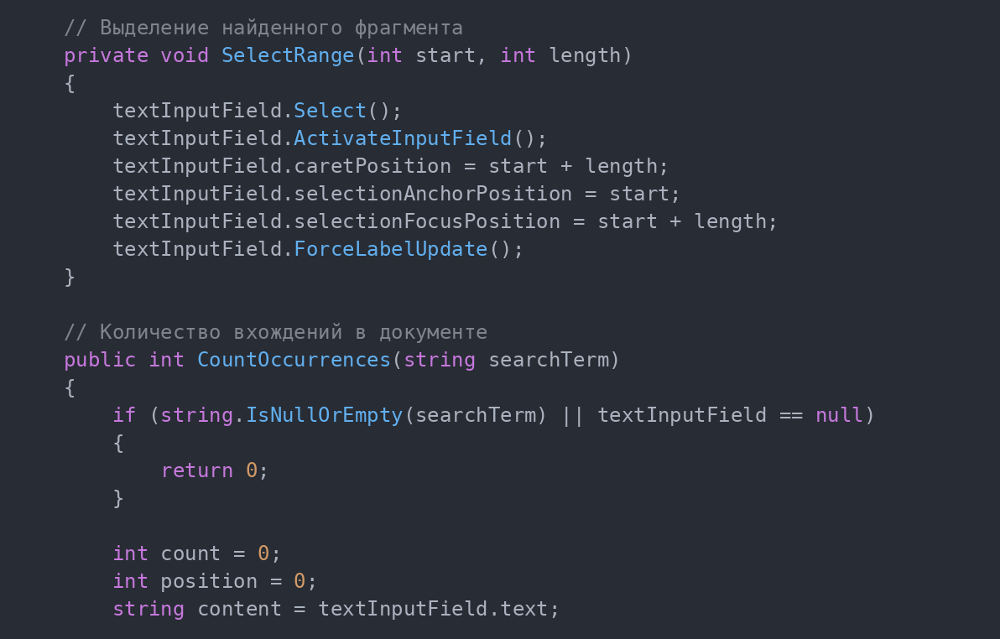 // Выделение найденного фрагмента
private void SelectRange(int start, int length)
{
    textInputField.Select();
    textInputField.ActivateInputField();
    textInputField.caretPosition = start + length;
    textInputField.selectionAnchorPosition = start;
    textInputField.selectionFocusPosition = start + length;
    textInputField.ForceLabelUpdate();
}

// Количество вхождений в документе
public int CountOccurrences(string searchTerm)
{
    if (string.IsNullOrEmpty(searchTerm) || textInputField == null)
    {
        return 0;
    }

    int count = 0;
    int position = 0;
    string content = textInputField.text;